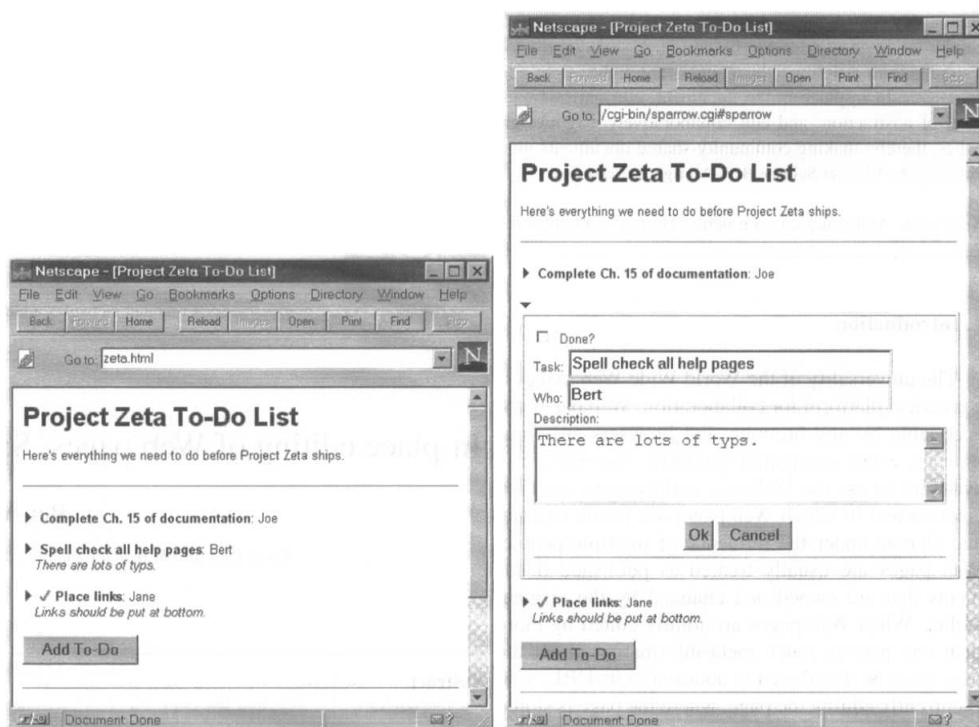 Netscape - [Project Zeta To-Do List]
File Edit View Go Bookmarks Options Directory Window Help
Back Forward Home Reload Images Open Print Find Stop
Go to: zeta.html
N
Project Zeta To-Do List
Here's everything we need to do before Project Zeta ships.
Complete Ch. 15 of documentation: Joe
Spell check all help pages: Bert
There are lots of typs.
✓ Place links: Jane
Links should be put at bottom.
Add To-Do
Document: Done
?
Netscape - [Project Zeta To-Do List]
File Edit View Go Bookmarks Options Directory Window Help
Back Forward Home Reload Images Open Print Find Stop
Go to: /cgi-bin/sparrow.cgi#sparrow
N
Project Zeta To-Do List
Here's everything we need to do before Project Zeta ships.
Complete Ch. 15 of documentation: Joe
Done?
Task: Spell check all help pages
Who: Bert
Description:
There are lots of typs.
Ok Cancel
✓ Place links: Jane
Links should be put at bottom.
Add To-Do
Document: Done
?